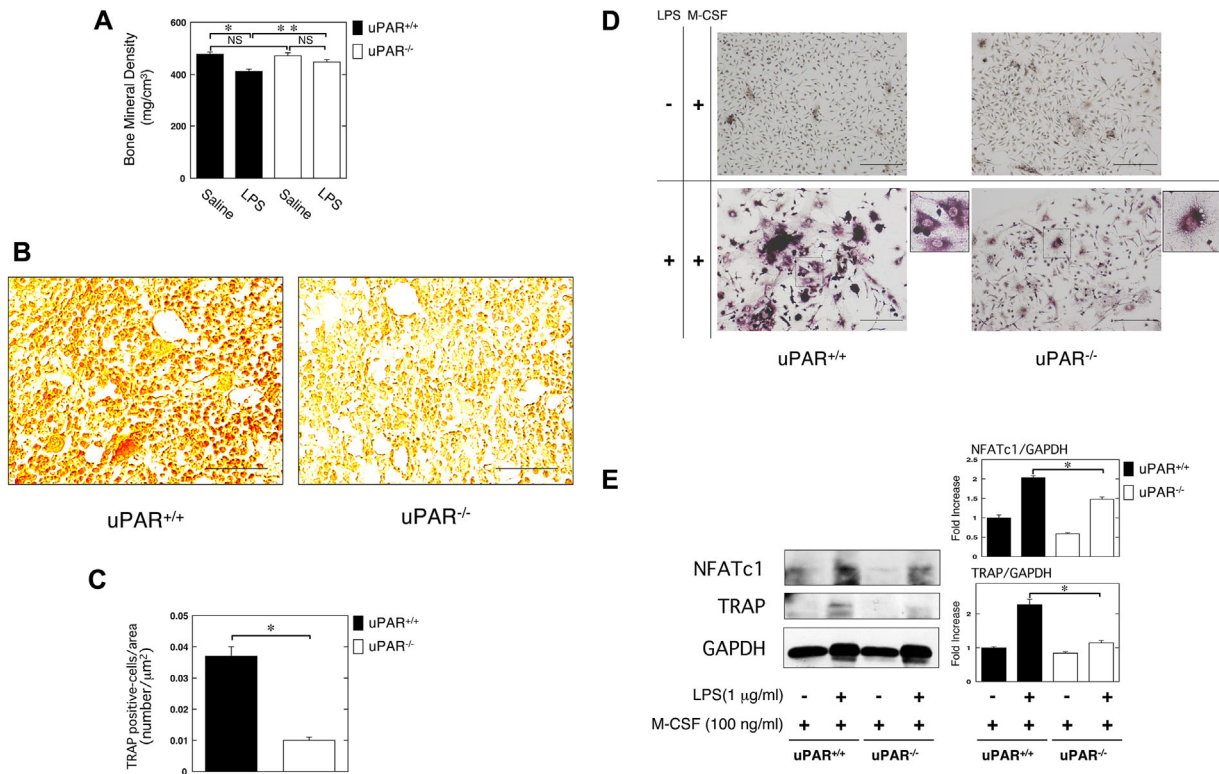 A
Bone Mineral Density
(mg/cm³)
600
400
200
0
*
* *
NS
NS
uPAR+/+
uPAR-/-
Saline
LPS
Saline
LPS
B
uPAR+/+
uPAR-/-
C
TRAP positive-cells/area
(number/μm²)
0.05
0.04
0.03
0.02
0.01
0
*
uPAR+/+
uPAR-/-
D
LPS M-CSF
- +
+ +
uPAR+/+
uPAR-/-
E
NFATc1
TRAP
GAPDH
LPS(1 μg/ml) - + - +
M-CSF (100 ng/ml) + + + +
uPAR+/+ uPAR-/-
NFATc1/GAPDH
Fold Increase
2.5
2
1.5
1
0.5
0
*
uPAR+/+
uPAR-/-
TRAP/GAPDH
Fold Increase
2
1
0
*
- + - +
+ + + +
uPAR+/+ uPAR-/-